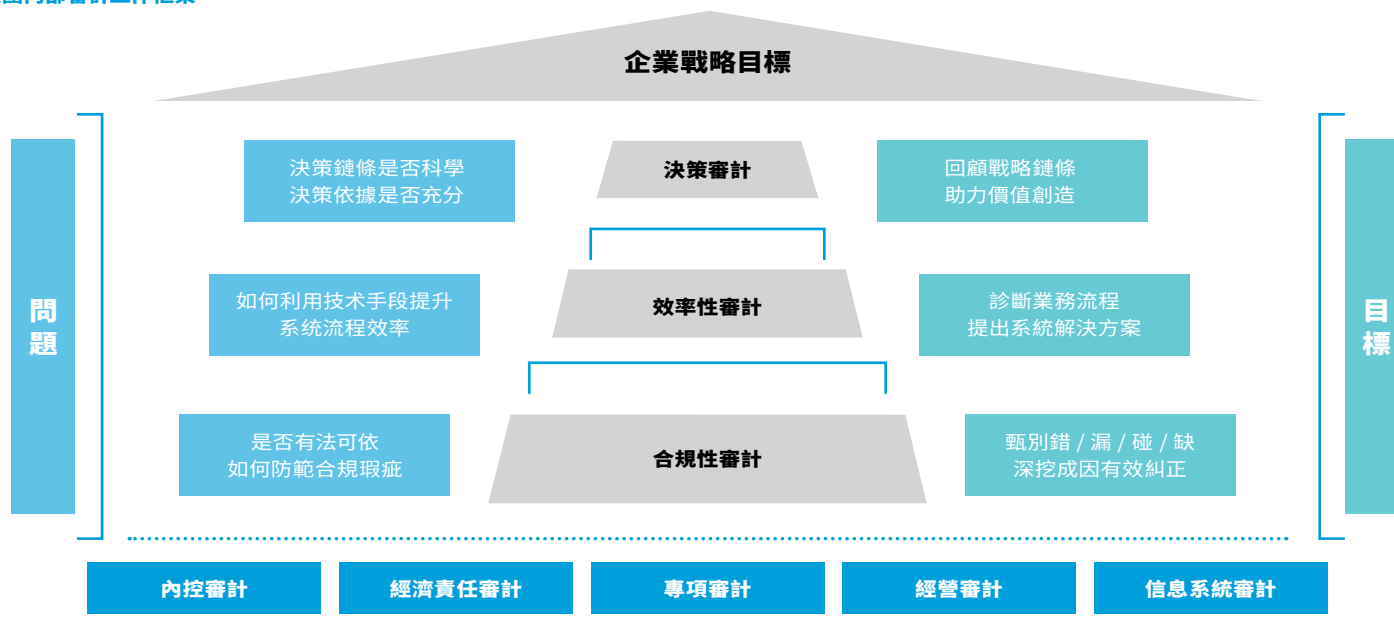 企業戰略目標
問題
目標
決策鏈條是否科學
決策依據是否充分
決策審計
回顧戰略鏈條
助力價值創造
如何利用技术手段提升
系统流程效率
效率性審計
診斷業務流程
提出系統解決方案
是否有法可依
如何防範合規瑕疵
合規性審計
甄別錯 / 漏 / 碰 / 缺
深挖成因有效糾正
內控審計
經濟責任審計
專項審計
經營審計
信息系統審計